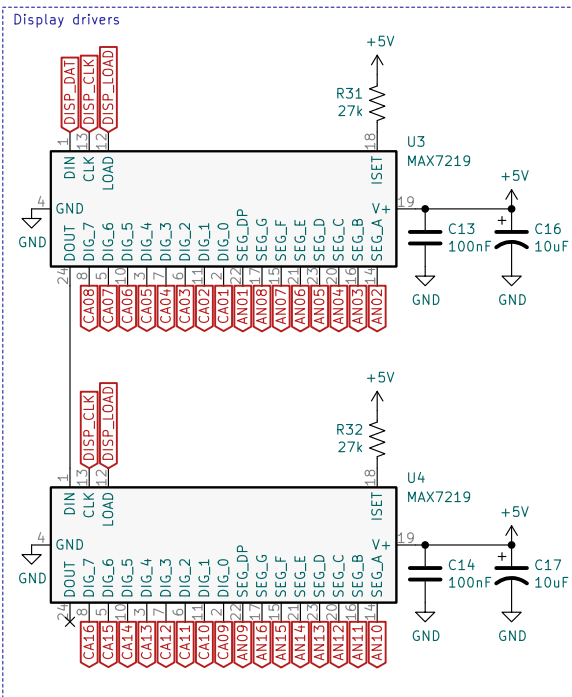 Display drivers
+5V
DISP_DAT
DISP_CLK
DISP_LOAD
R31
27k
1
13
12
18
U3
MAX7219
DIN
CLK
LOAD
ISET
+5V
4
GND
V+
19
GND
C13
100nF
C16
10uF
DOUT
DIG_7
DIG_6
DIG_5
DIG_4
DIG_3
DIG_2
DIG_1
DIG_0
SEG_DP
SEG_G
SEG_F
SEG_E
SEG_D
SEG_C
SEG_B
SEG_A
24
8
5
10
3
7
6
11
2
22
17
15
21
23
20
16
14
GND
GND
CA08
CA07
CA06
CA05
CA04
CA03
CA02
CA01
AN01
AN08
AN07
AN06
AN05
AN04
AN03
AN02
+5V
DISP_CLK
DISP_LOAD
R32
27k
1
13
12
18
U4
MAX7219
DIN
CLK
LOAD
ISET
+5V
4
GND
V+
19
GND
C14
100nF
C17
10uF
DOUT
DIG_7
DIG_6
DIG_5
DIG_4
DIG_3
DIG_2
DIG_1
DIG_0
SEG_DP
SEG_G
SEG_F
SEG_E
SEG_D
SEG_C
SEG_B
SEG_A
24
8
5
10
3
7
6
11
2
22
17
15
21
23
20
16
14
GND
GND
CA16
CA15
CA14
CA13
CA12
CA11
CA10
CA09
AN09
AN16
AN15
AN14
AN13
AN12
AN11
AN10